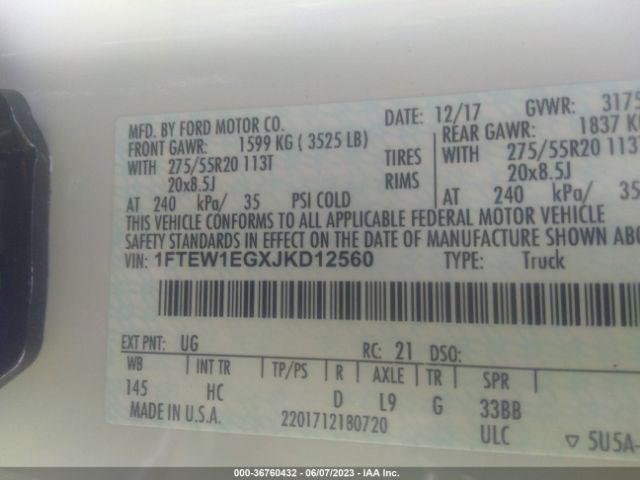 MFD. BY FORD MOTOR CO. DATE: 12/17 GVWR: 3175
FRONT GAWR: 1599 KG ( 3525 LB) REAR GAWR: 1837 K
WITH 275/55R20 113T TIRES WITH 275/55R20 113T
20x8.5J RIMS 20x8.5J
AT 240 kPa/ 35 PSI COLD AT 240 kPa/ 35
THIS VEHICLE CONFORMS TO ALL APPLICABLE FEDERAL MOTOR VEHICLE
SAFETY STANDARDS IN EFFECT ON THE DATE OF MANUFACTURE SHOWN ABO
VIN: 1FTEW1EGXJKD12560 TYPE: Truck
EXT PNT: UG RC: 21 DSO:
WB INT TR TP/PS R AXLE TR SPR
145 HC D L9 G 33BB
MADE IN U.S.A. 2201712180720 ULC ▽ 5U5A-
000-36760432 - 06/07/2023 - IAA Inc.